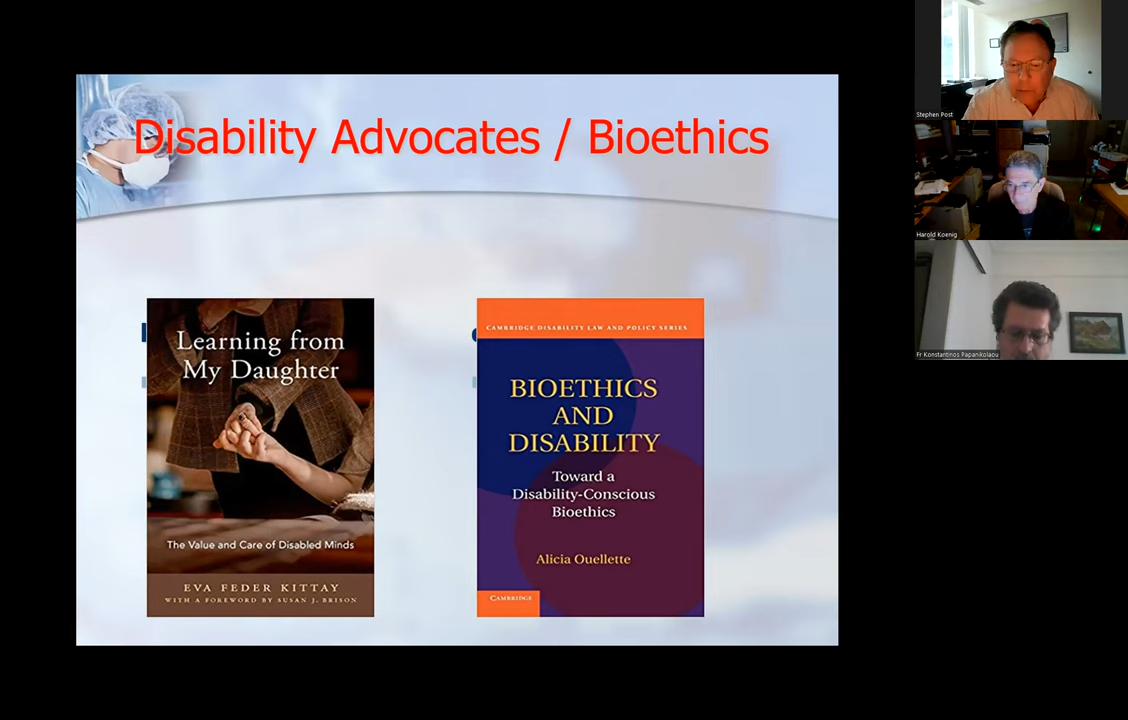 Disability Advocates / Bioethics
Learning from
My Daughter
The Value and Care of Disabled Minds
EVA FEDER KITTAY
WITH A FOREWORD BY SUSAN J. BRISON
CAMBRIDGE DISABILITY LAW AND POLICY SERIES
BIOETHICS
AND
DISABILITY
Toward a
Disability-Conscious
Bioethics
Alicia Ouellette
CAMBRIDGE
Stephen Post
Harold Koenig
Fr Konstantinos Papanikolaou